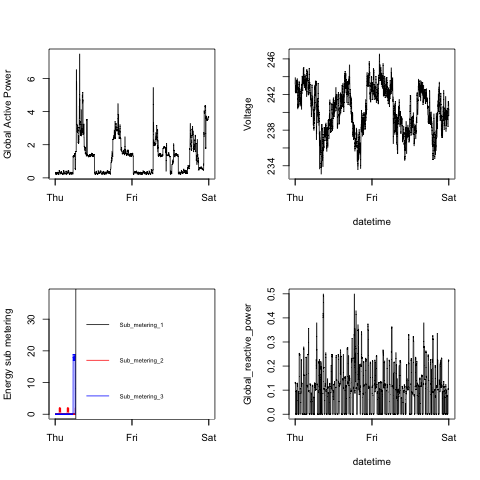 Global Active Power
0 2 4 6
Thu Fri Sat
Voltage
234 238 242 246
Thu Fri Sat
datetime
Energy sub metering
0 10 20 30
Sub_metering_1
Sub_metering_2
Sub_metering_3
Thu Fri Sat
Global_reactive_power
0.0 0.1 0.2 0.3 0.4 0.5
Thu Fri Sat
datetime